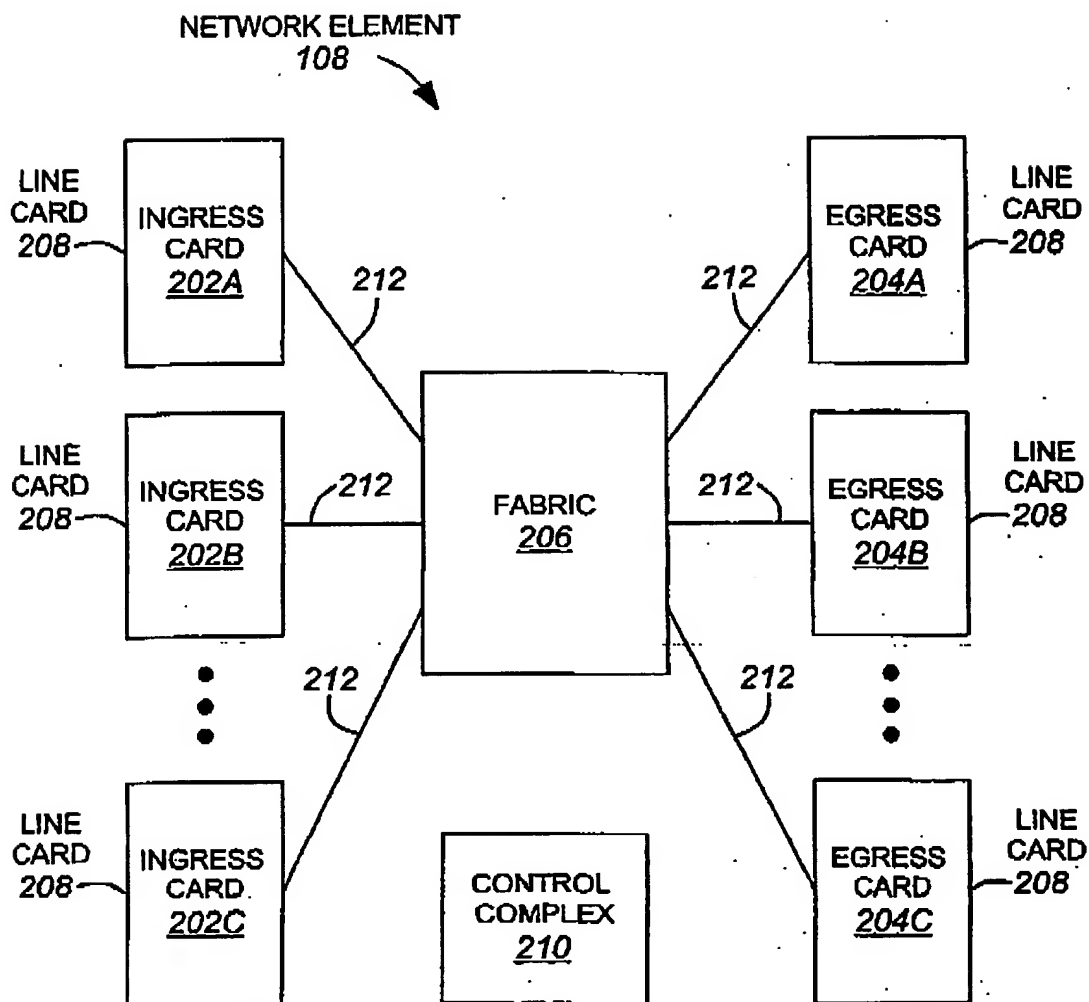 NETWORK ELEMENT
108
LINE
CARD
208
INGRESS
CARD
202A
212
212
EGRESS
CARD
204A
LINE
CARD
208
LINE
CARD
208
INGRESS
CARD
202B
212
FABRIC
206
212
EGRESS
CARD
204B
LINE
CARD
208
212
212
LINE
CARD
208
INGRESS
CARD
202C
CONTROL
COMPLEX
210
EGRESS
CARD
204C
LINE
CARD
208